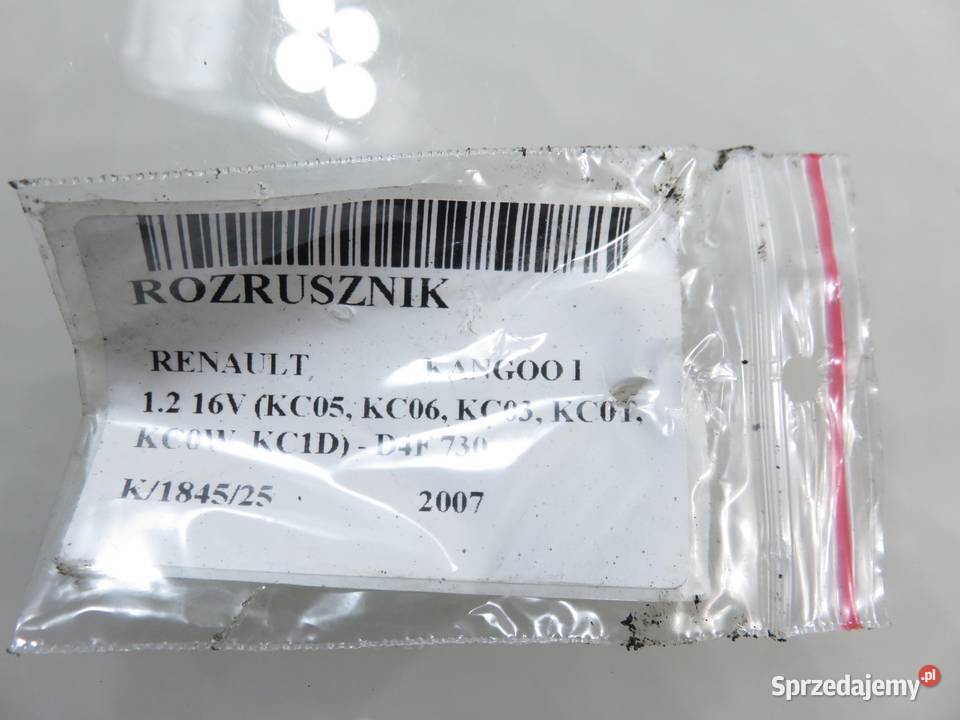 ROZRUSZNIK
RENAULT KANGOO I
1.2 16V (KC05, KC06, KC03, KC0T,
KC0W, KC1D) - D4F 730
K/1845/25 2007
Sprzedajemy.pl